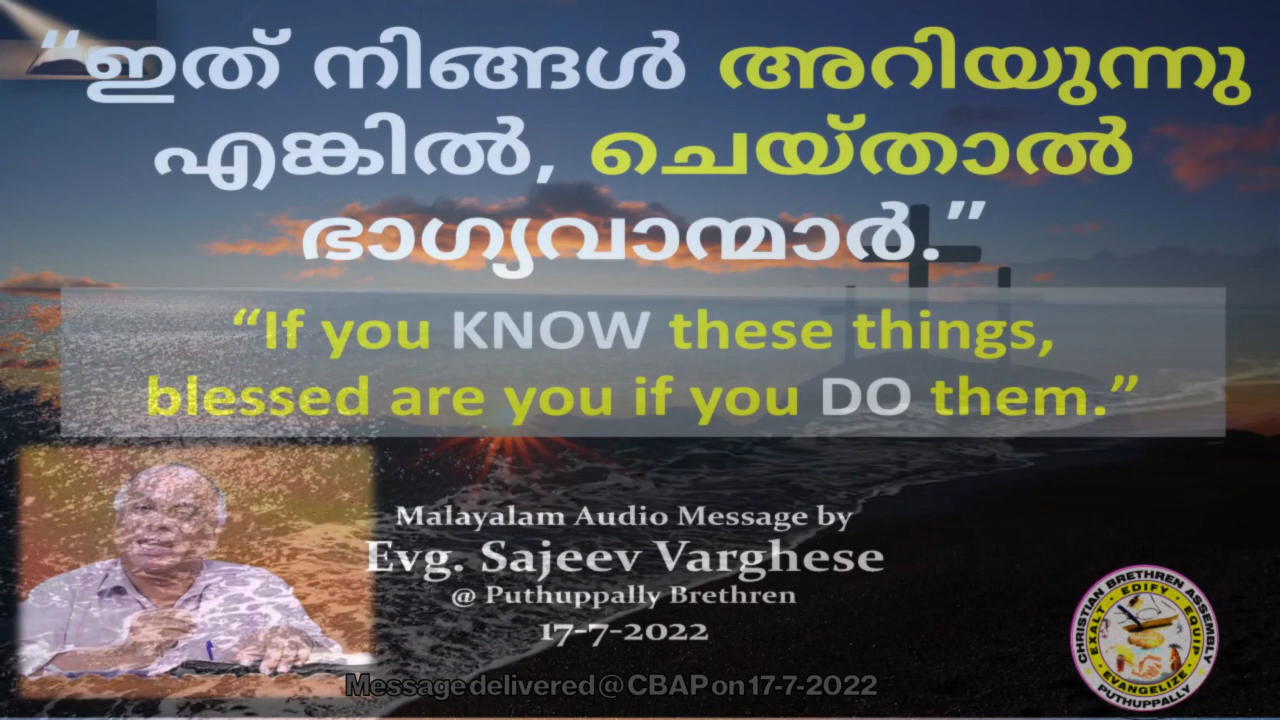 “ഇത് നിങ്ങൾ അറിയുന്നു
എങ്കിൽ, ചെയ്താൽ
ഭാഗ്യവാന്മാർ.”
“If you KNOW these things,
blessed are you if you DO them.”
Malayalam Audio Message by
Evg. Sajeev Varghese
@ Puthuppally Brethren
17-7-2022
Message delivered @ CBAP on 17-7-2022
CHRISTIAN BRETHREN ASSEMBLY
EXALT • EDIFY • EQUIP
EVANGELIZE
PUTHUPPALLY